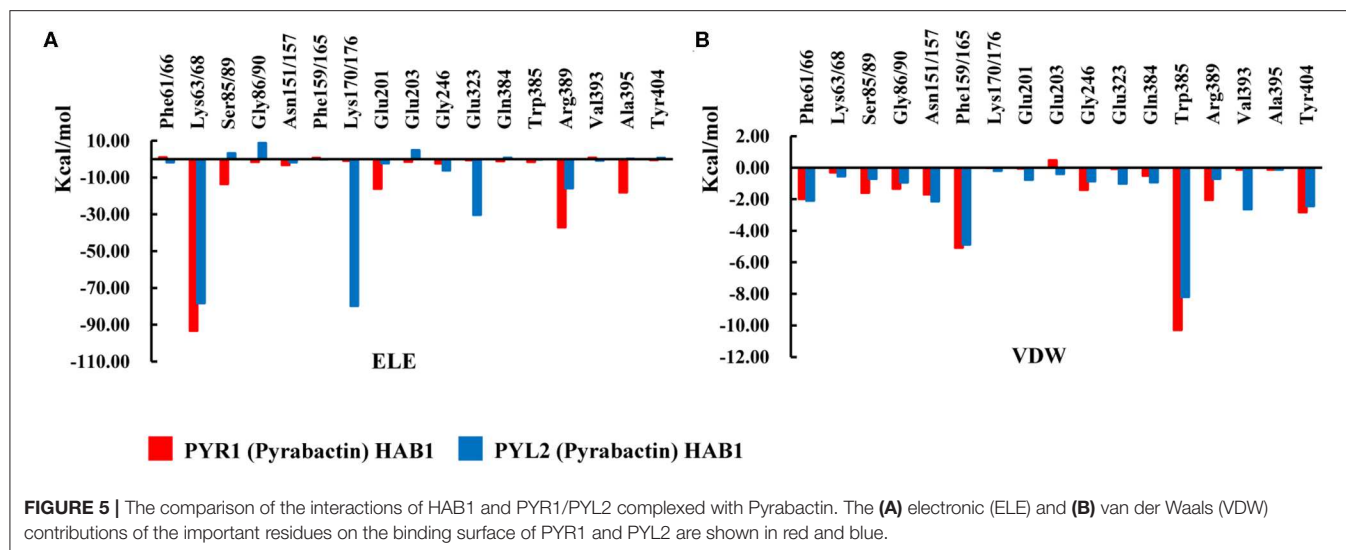 A
Phe61/66
Lys63/68
Ser85/89
Gly86/90
Asn151/157
Phe159/165
Lys170/176
Glu201
Glu203
Gly246
Glu323
Gln384
Trp385
Arg389
Val393
Ala395
Tyr404
Kcal/mol
10.00
-10.00
-30.00
-50.00
-70.00
-90.00
-110.00
ELE
B
Phe61/66
Lys63/68
Ser85/89
Gly86/90
Asn151/157
Phe159/165
Lys170/176
Glu201
Glu203
Gly246
Glu323
Gln384
Trp385
Arg389
Val393
Ala395
Tyr404
Kcal/mol
2.00
0.00
-2.00
-4.00
-6.00
-8.00
-10.00
-12.00
VDW
PYR1 (Pyrabactin) HAB1
PYL2 (Pyrabactin) HAB1
FIGURE 5 | The comparison of the interactions of HAB1 and PYR1/PYL2 complexed with Pyrabactin. The (A) electronic (ELE) and (B) van der Waals (VDW)
contributions of the important residues on the binding surface of PYR1 and PYL2 are shown in red and blue.